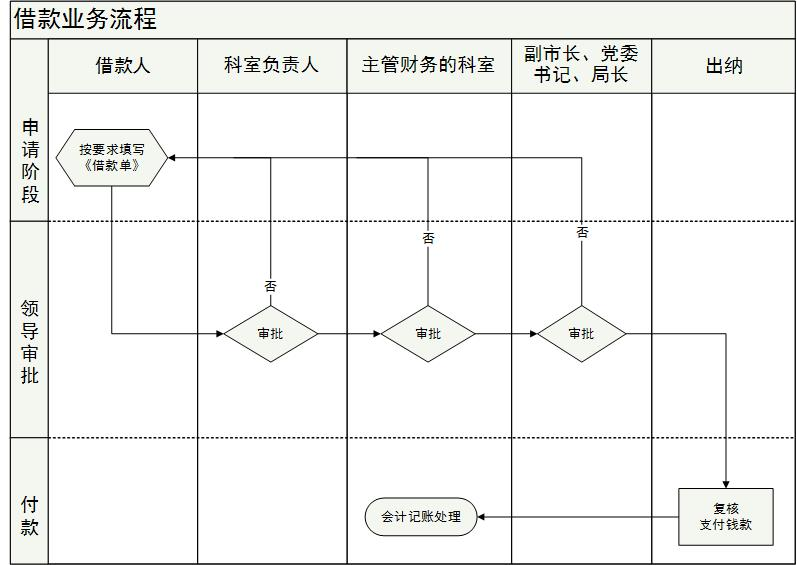 借款业务流程
借款人
科室负责人
主管财务的科室
副市长、党委
书记、局长
出纳
申请阶段
按要求填写
《借款单》
否
否
否
领导审批
审批
审批
审批
付款
会计记账处理
复核
支付钱款